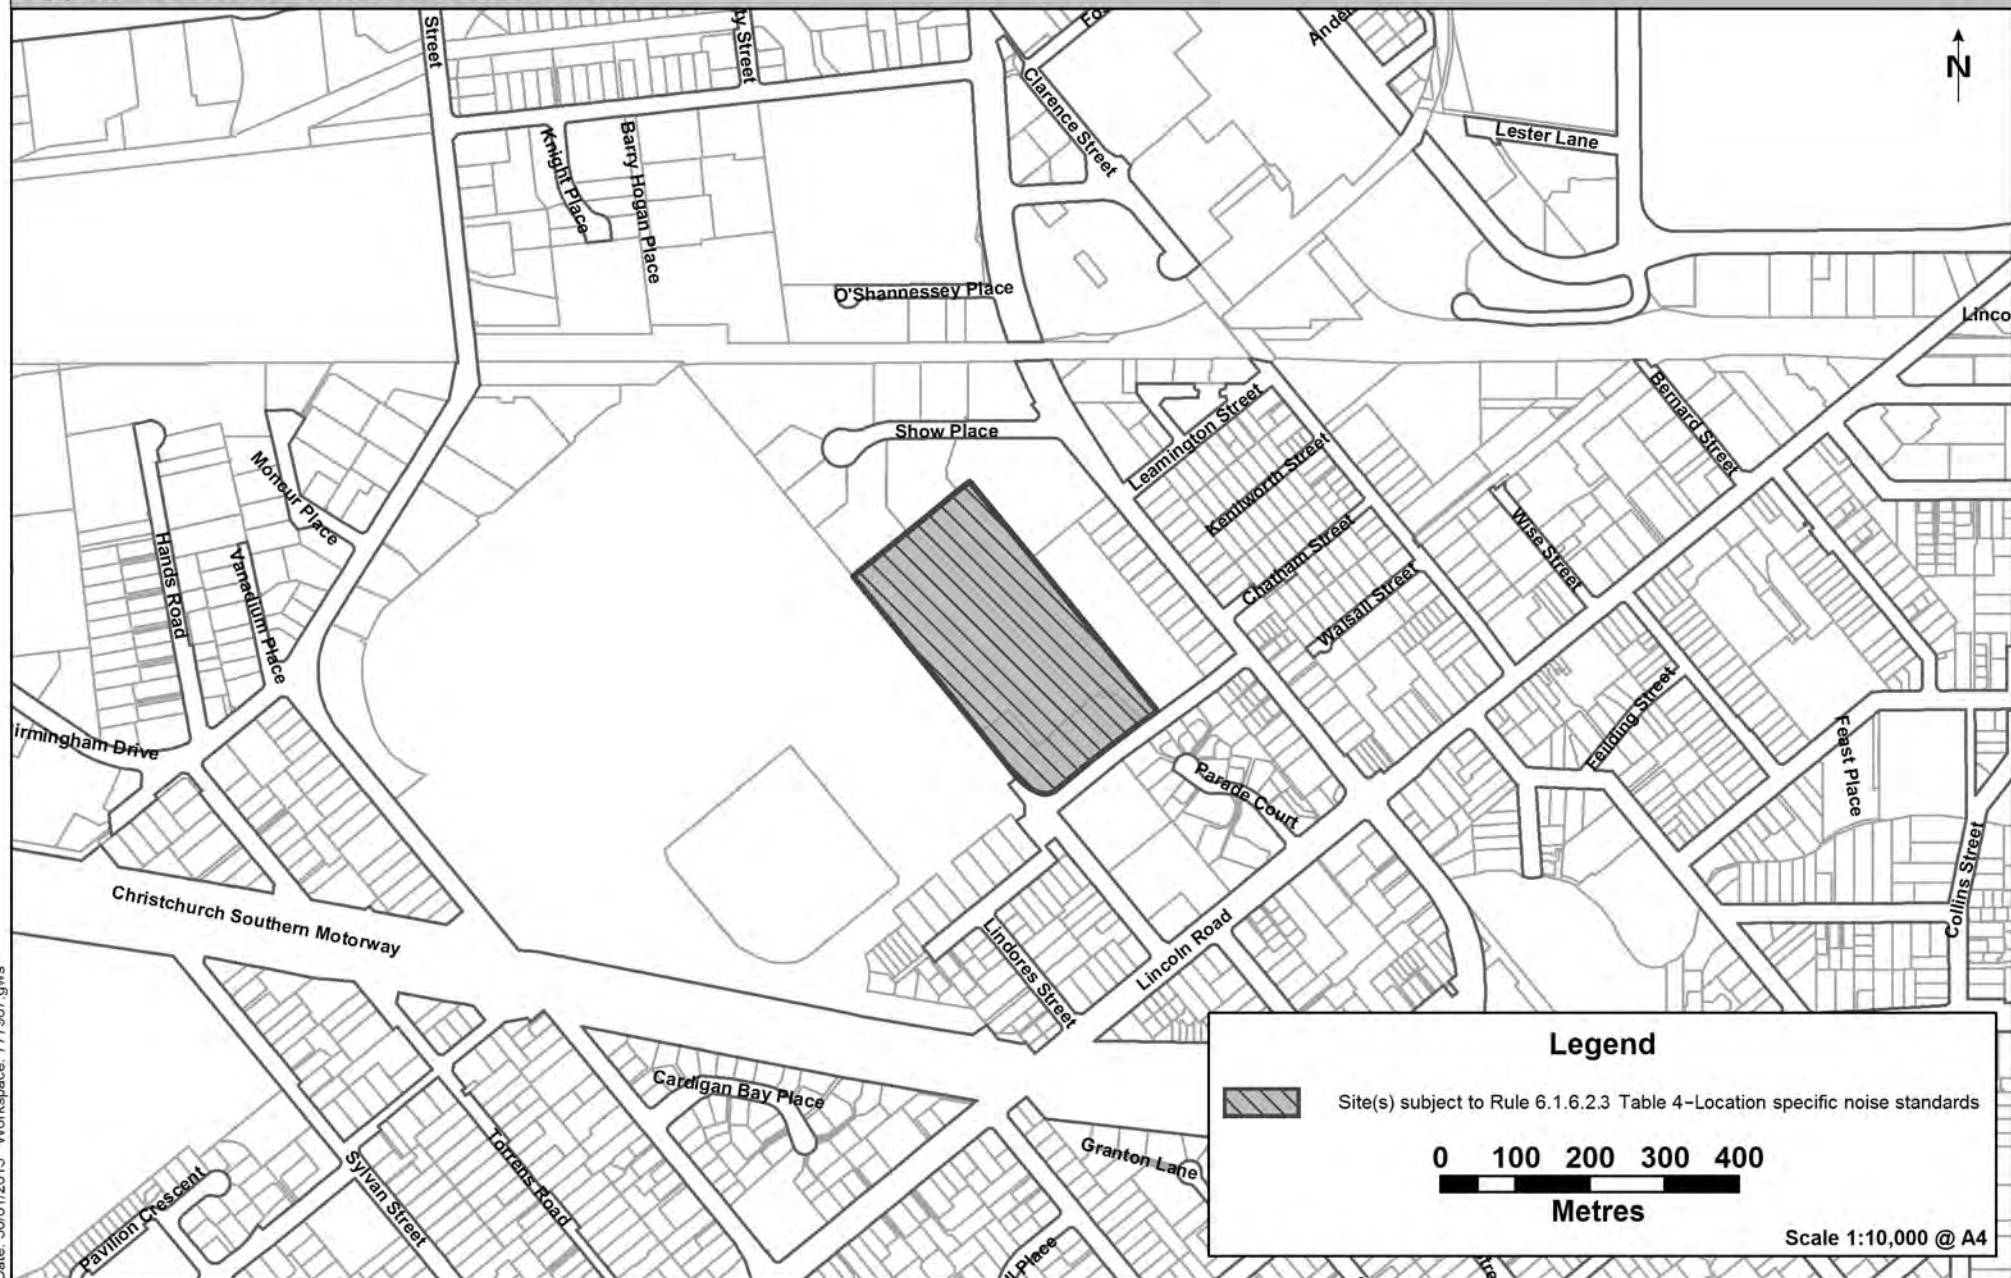 Street
Street
Clarence Street
N
Lester Lane
Knight Place
Barry Hogan Place
O'Shannessey Place
Show Place
Leamington Street
Kenilworth Street
Chatham Street
Walsall Street
Bernard Street
Wise Street
Moncur Place
Hands Road
Vanadium Place
irmingham Drive
Feilding Street
Feast Place
Parade Court
Collins Street
Christchurch Southern Motorway
Lindores Street
Lincoln Road
Cardigan Bay Place
Granton Lane
Torrens Road
Sylvan Street
Pavilion Crescent
Place
Legend
Site(s) subject to Rule 6.1.6.2.3 Table 4-Location specific noise standards
0 100 200 300 400
Metres
Scale 1:10,000 @ A4